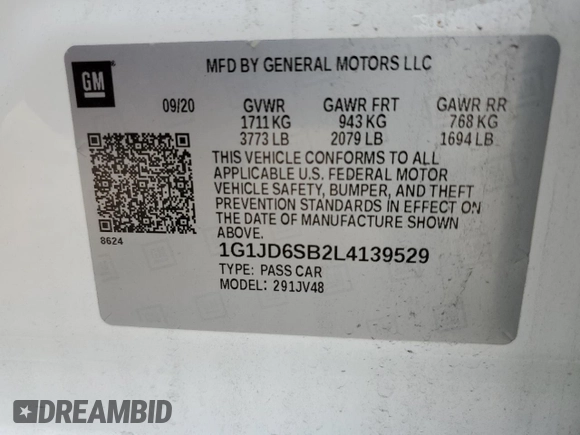 GM
MFD BY GENERAL MOTORS LLC
09/20 GVWR GAWR FRT GAWR RR
1711 KG 943 KG 768 KG
3773 LB 2079 LB 1694 LB
THIS VEHICLE CONFORMS TO ALL
APPLICABLE U.S. FEDERAL MOTOR
VEHICLE SAFETY, BUMPER, AND THEFT
PREVENTION STANDARDS IN EFFECT ON
THE DATE OF MANUFACTURE SHOWN
ABOVE.
8624
1G1JD6SB2L4139529
TYPE: PASS CAR
MODEL: 291JV48
DREAMBID